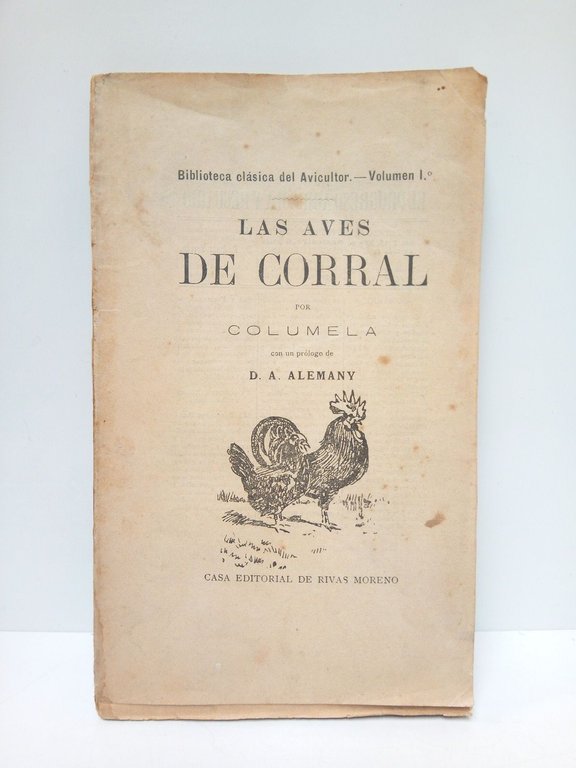 Biblioteca clásica del Avicultor.—Volumen I.º
LAS AVES
DE CORRAL
POR
COLUMELA
con un prólogo de
D. A. ALEMANY
CASA EDITORIAL DE RIVAS MORENO